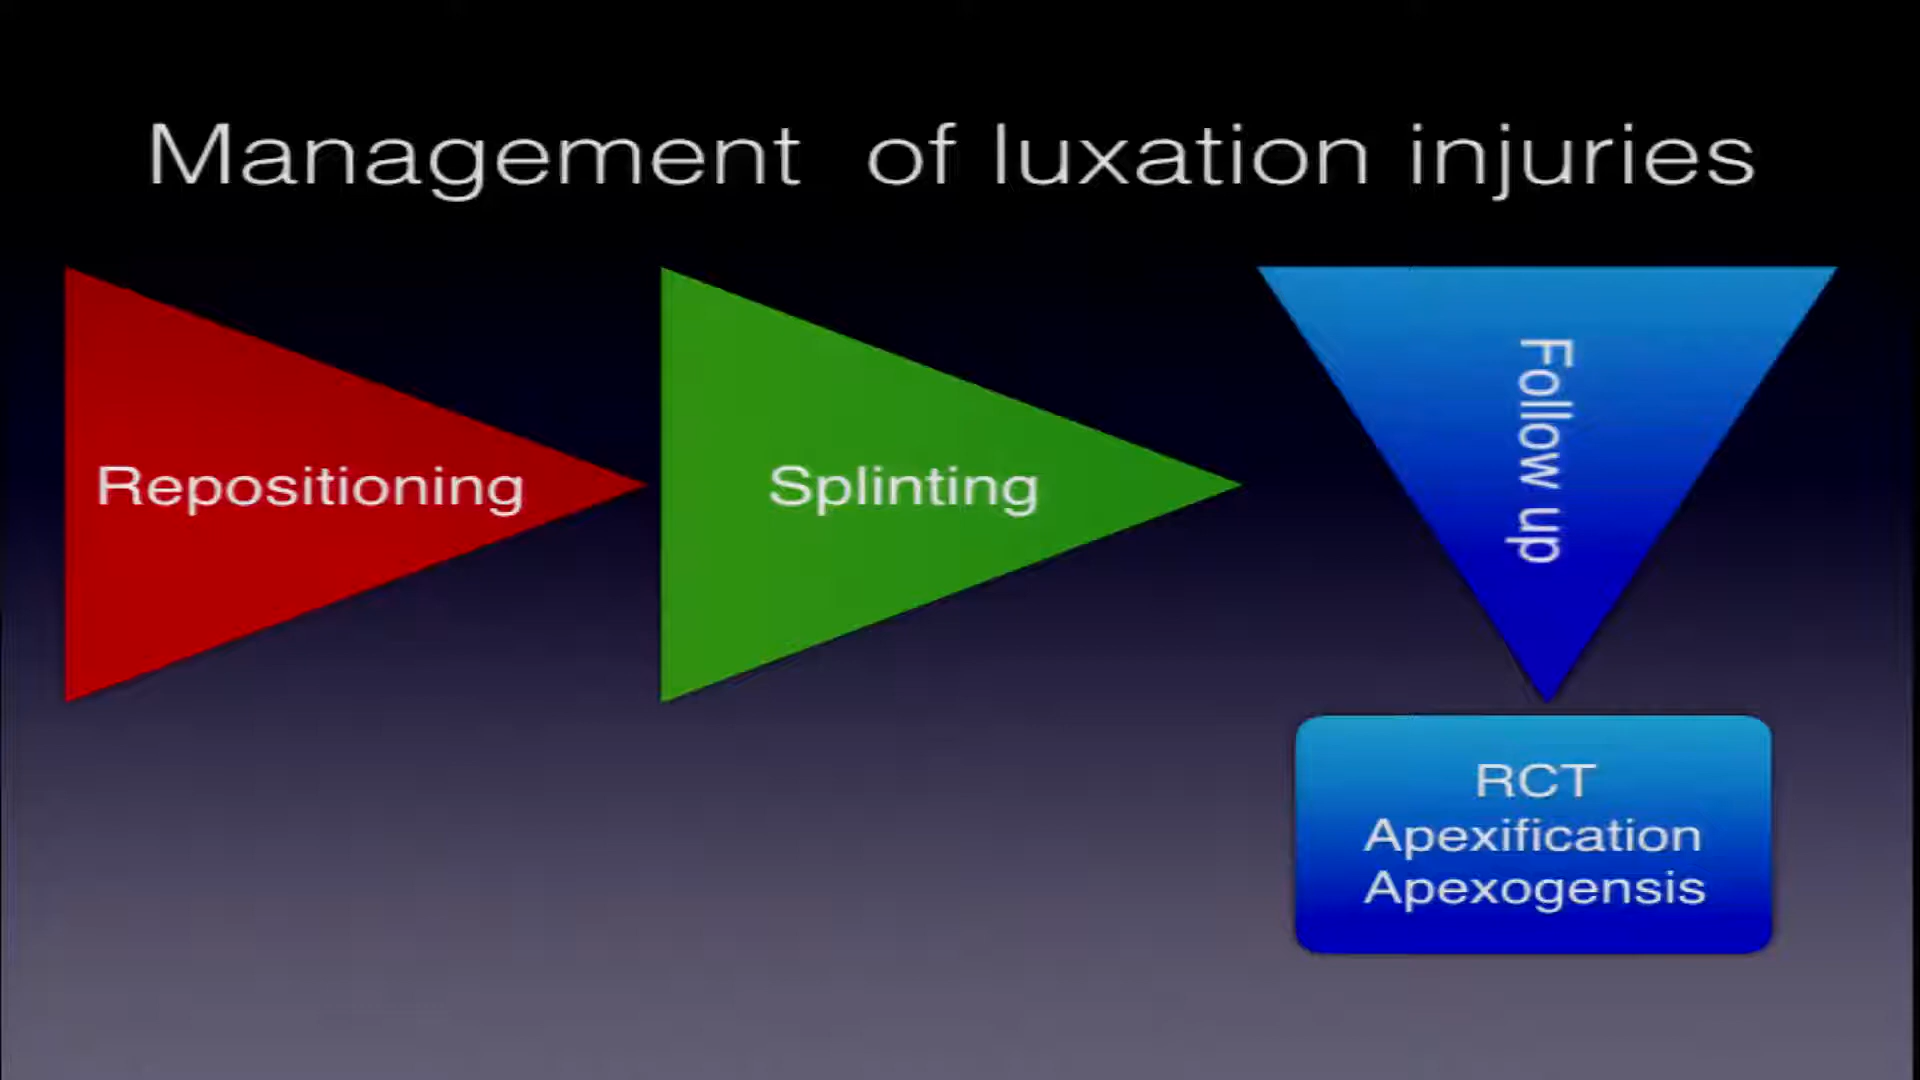 Management of luxation injuries
Repositioning
Splinting
Follow up
RCT
Apexification
Apexogensis